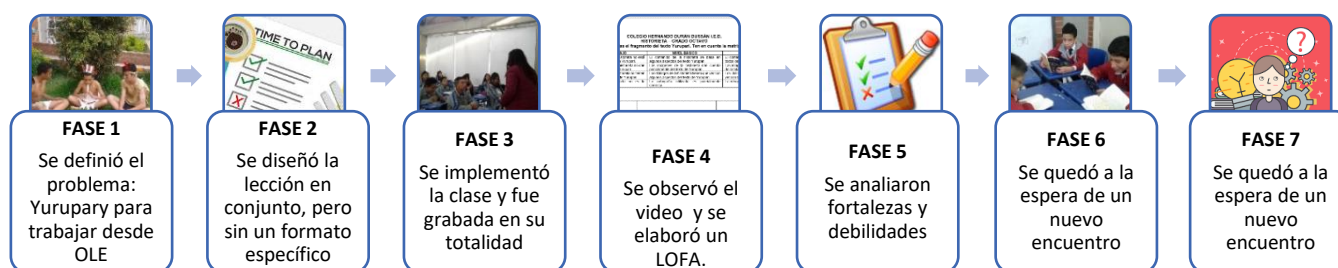 TIME TO PLAN
COLEGIO HERNANDO DURAN DUSSAN I.E.D.
HISTORIETA - GRADO OCTAVO
?
FASE 1
Se definió el
problema:
Yurupary para
trabajar desde
OLE
FASE 2
Se diseñó la
lección en
conjunto, pero
sin un formato
específico
FASE 3
Se implementó
la clase y fue
grabada en su
totalidad
FASE 4
Se observó el
video y se
elaboró un
LOFA.
FASE 5
Se analiaron
fortalezas y
debilidades
FASE 6
Se quedó a la
espera de un
nuevo
encuentro
FASE 7
Se quedó a la
espera de un
nuevo
encuentro